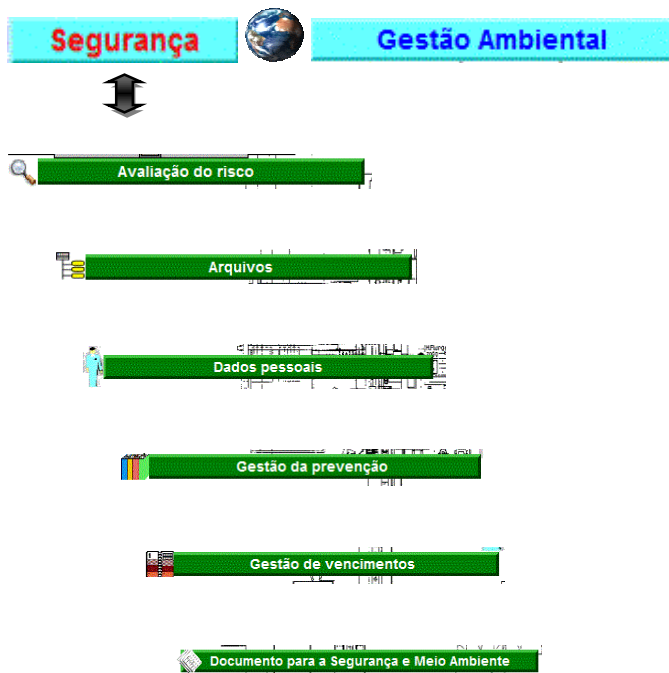 Segurança
Gestão Ambiental
Avaliação do risco
Arquivos
Dados pessoais
Gestão da prevenção
Gestão de vencimentos
Documento para a Segurança e Meio Ambiente